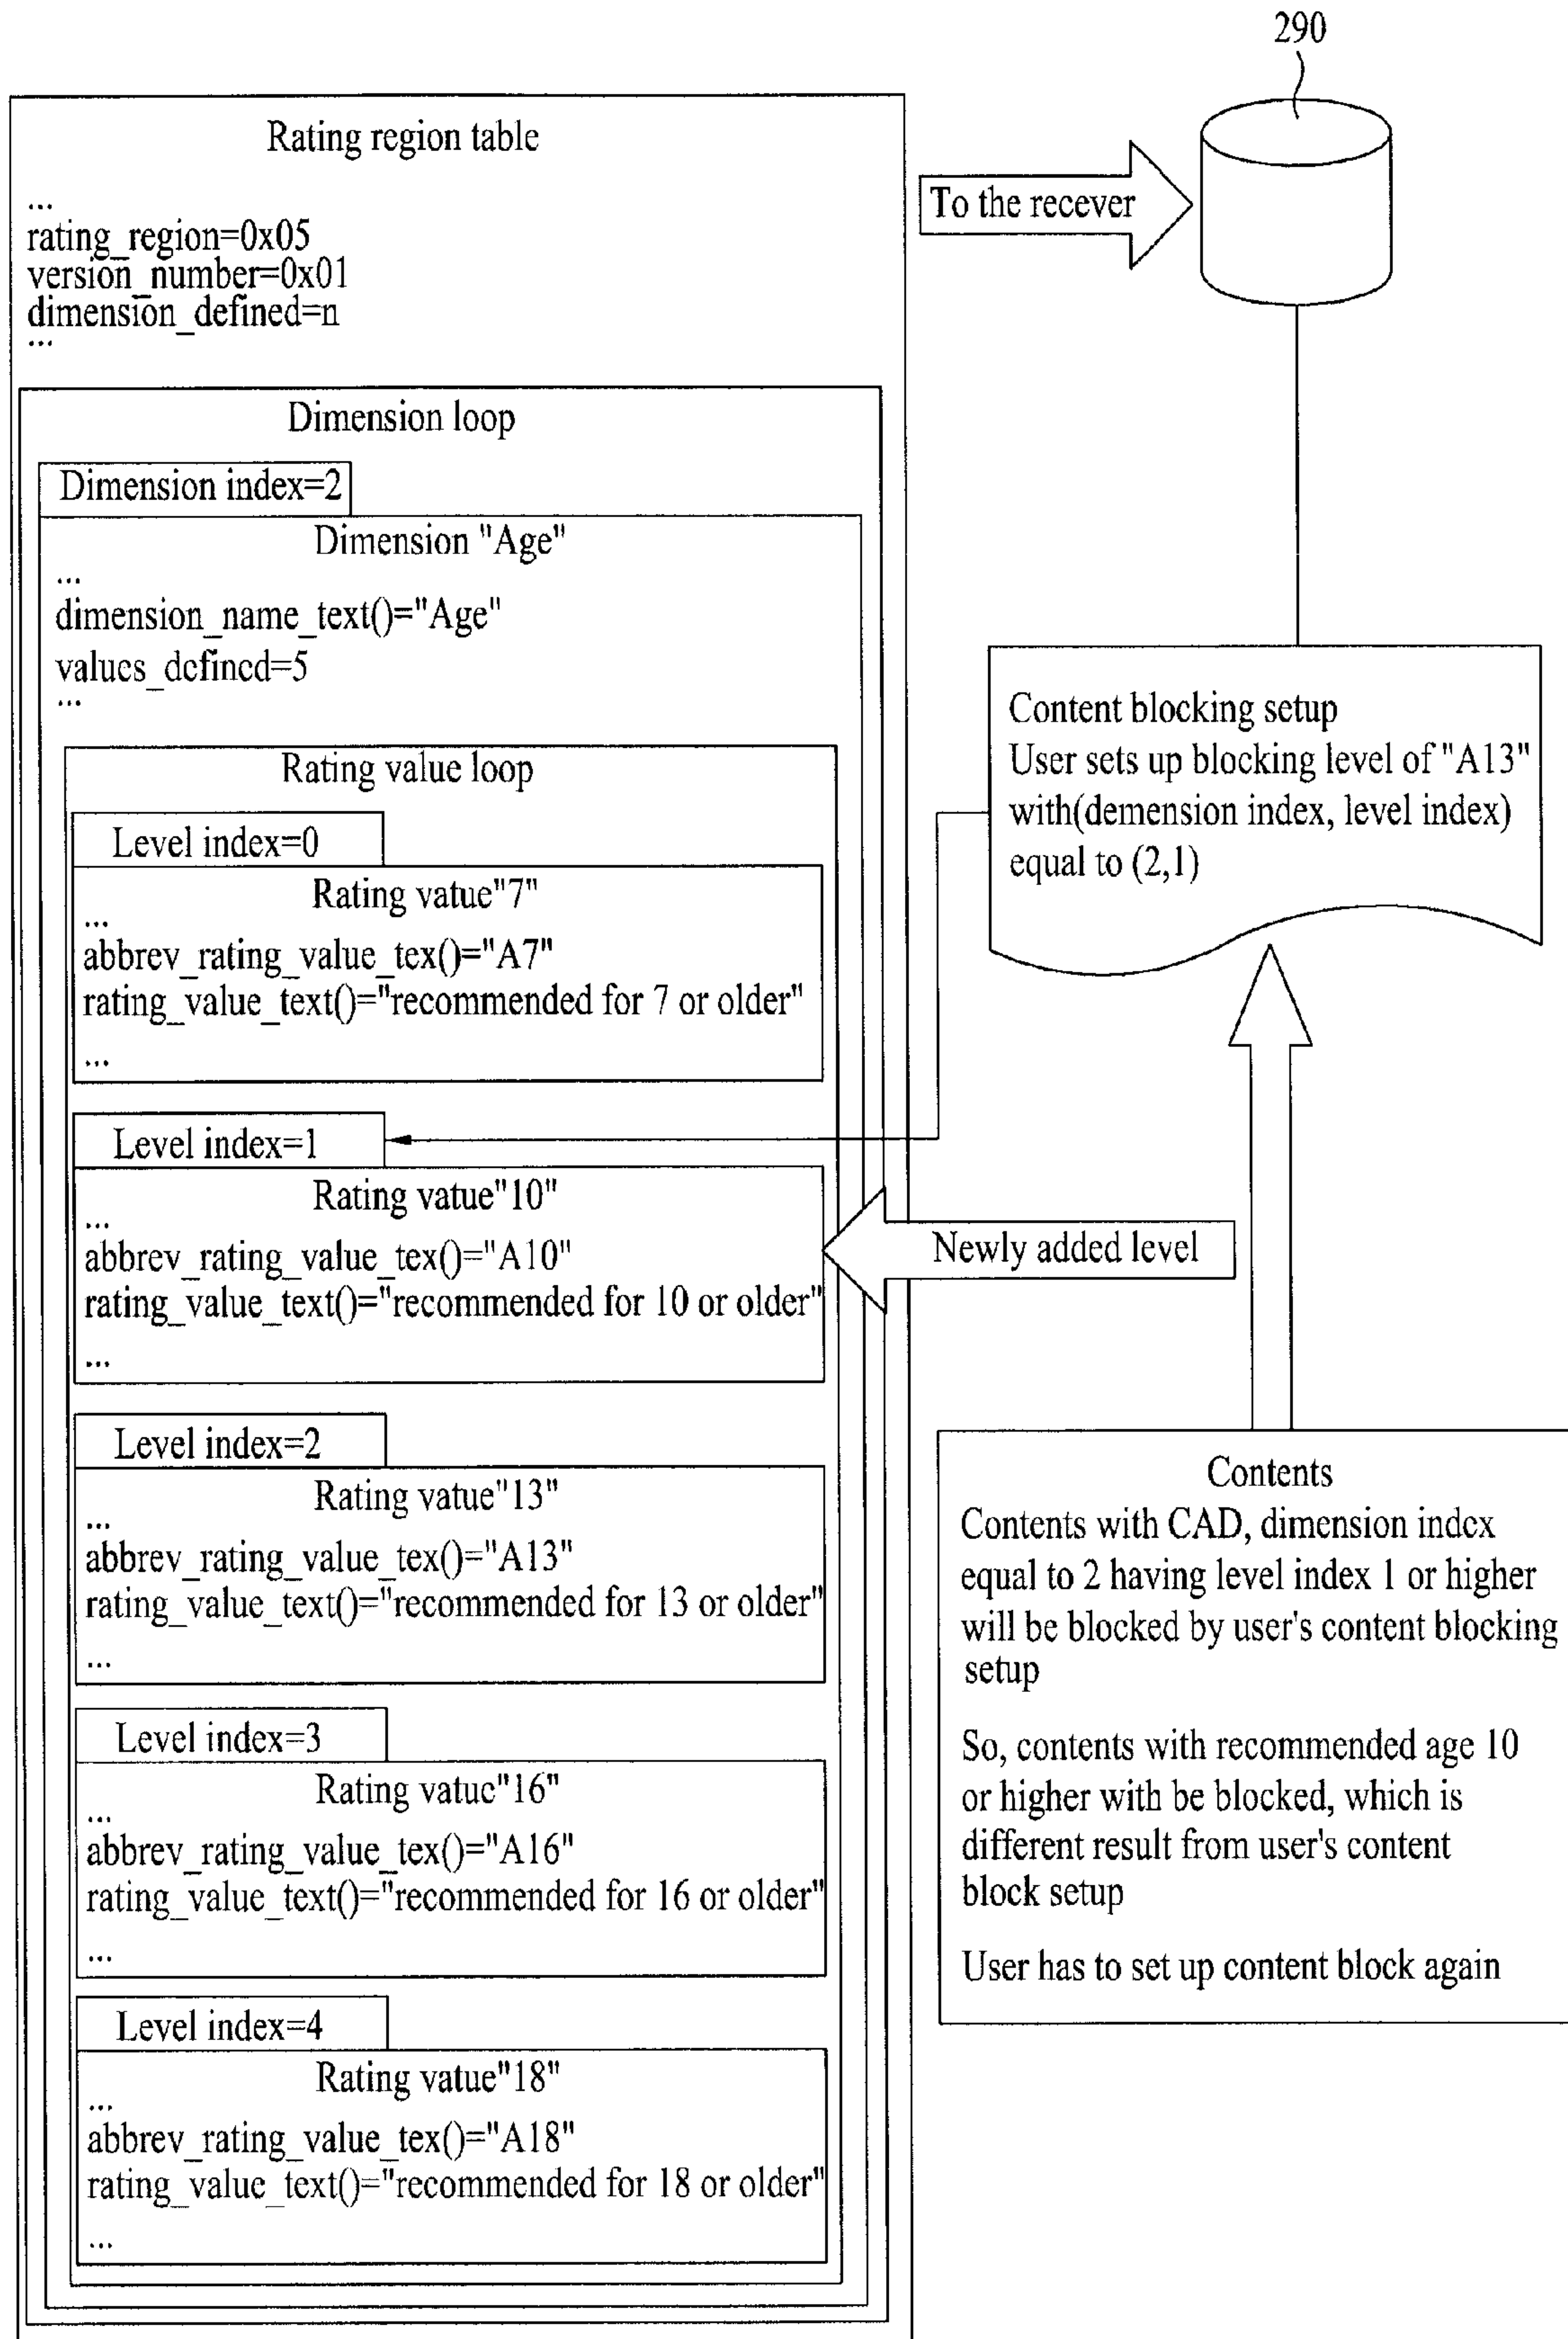 290
Rating region table
...
rating_region=0x05
version_number=0x01
dimension_defined=n
...
To the recever
Dimension loop
Dimension index=2
Dimension "Age"
...
dimension_name_text()="Age"
values_defined=5
...
Rating value loop
Level index=0
Rating vatue"7"
...
abbrev_rating_value_tex()="A7"
rating_value_text()="recommended for 7 or older"
...
Level index=1
Rating vatue"10"
...
abbrev_rating_value_tex()="A10"
rating_value_text()="recommended for 10 or older"
...
Level index=2
Rating vatue"13"
...
abbrev_rating_value_tex()="A13"
rating_value_text()="recommended for 13 or older"
...
Level index=3
Rating vatue"16"
...
abbrev_rating_value_tex()="A16"
rating_value_text()="recommended for 16 or older"
...
Level index=4
Rating vatue"18"
...
abbrev_rating_value_tex()="A18"
rating_value_text()="recommended for 18 or older"
...
Content blocking setup
User sets up blocking level of "A13"
with(demension index, level index)
equal to (2,1)
Newly added level
Contents
Contents with CAD, dimension index
equal to 2 having level index 1 or higher
will be blocked by user's content blocking
setup
So, contents with recommended age 10
or higher with be blocked, which is
different result from user's content
block setup
User has to set up content block again